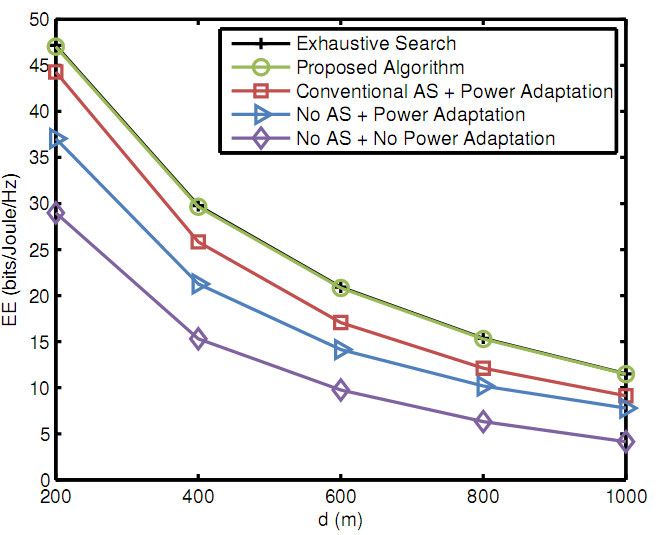 50
45
40
35
30
25
20
15
10
5
0
EE (bits/Joule/Hz)
Exhaustive Search
Proposed Algorithm
Conventional AS + Power Adaptation
No AS + Power Adaptation
No AS + No Power Adaptation
200 400 600 800 1000
d (m)